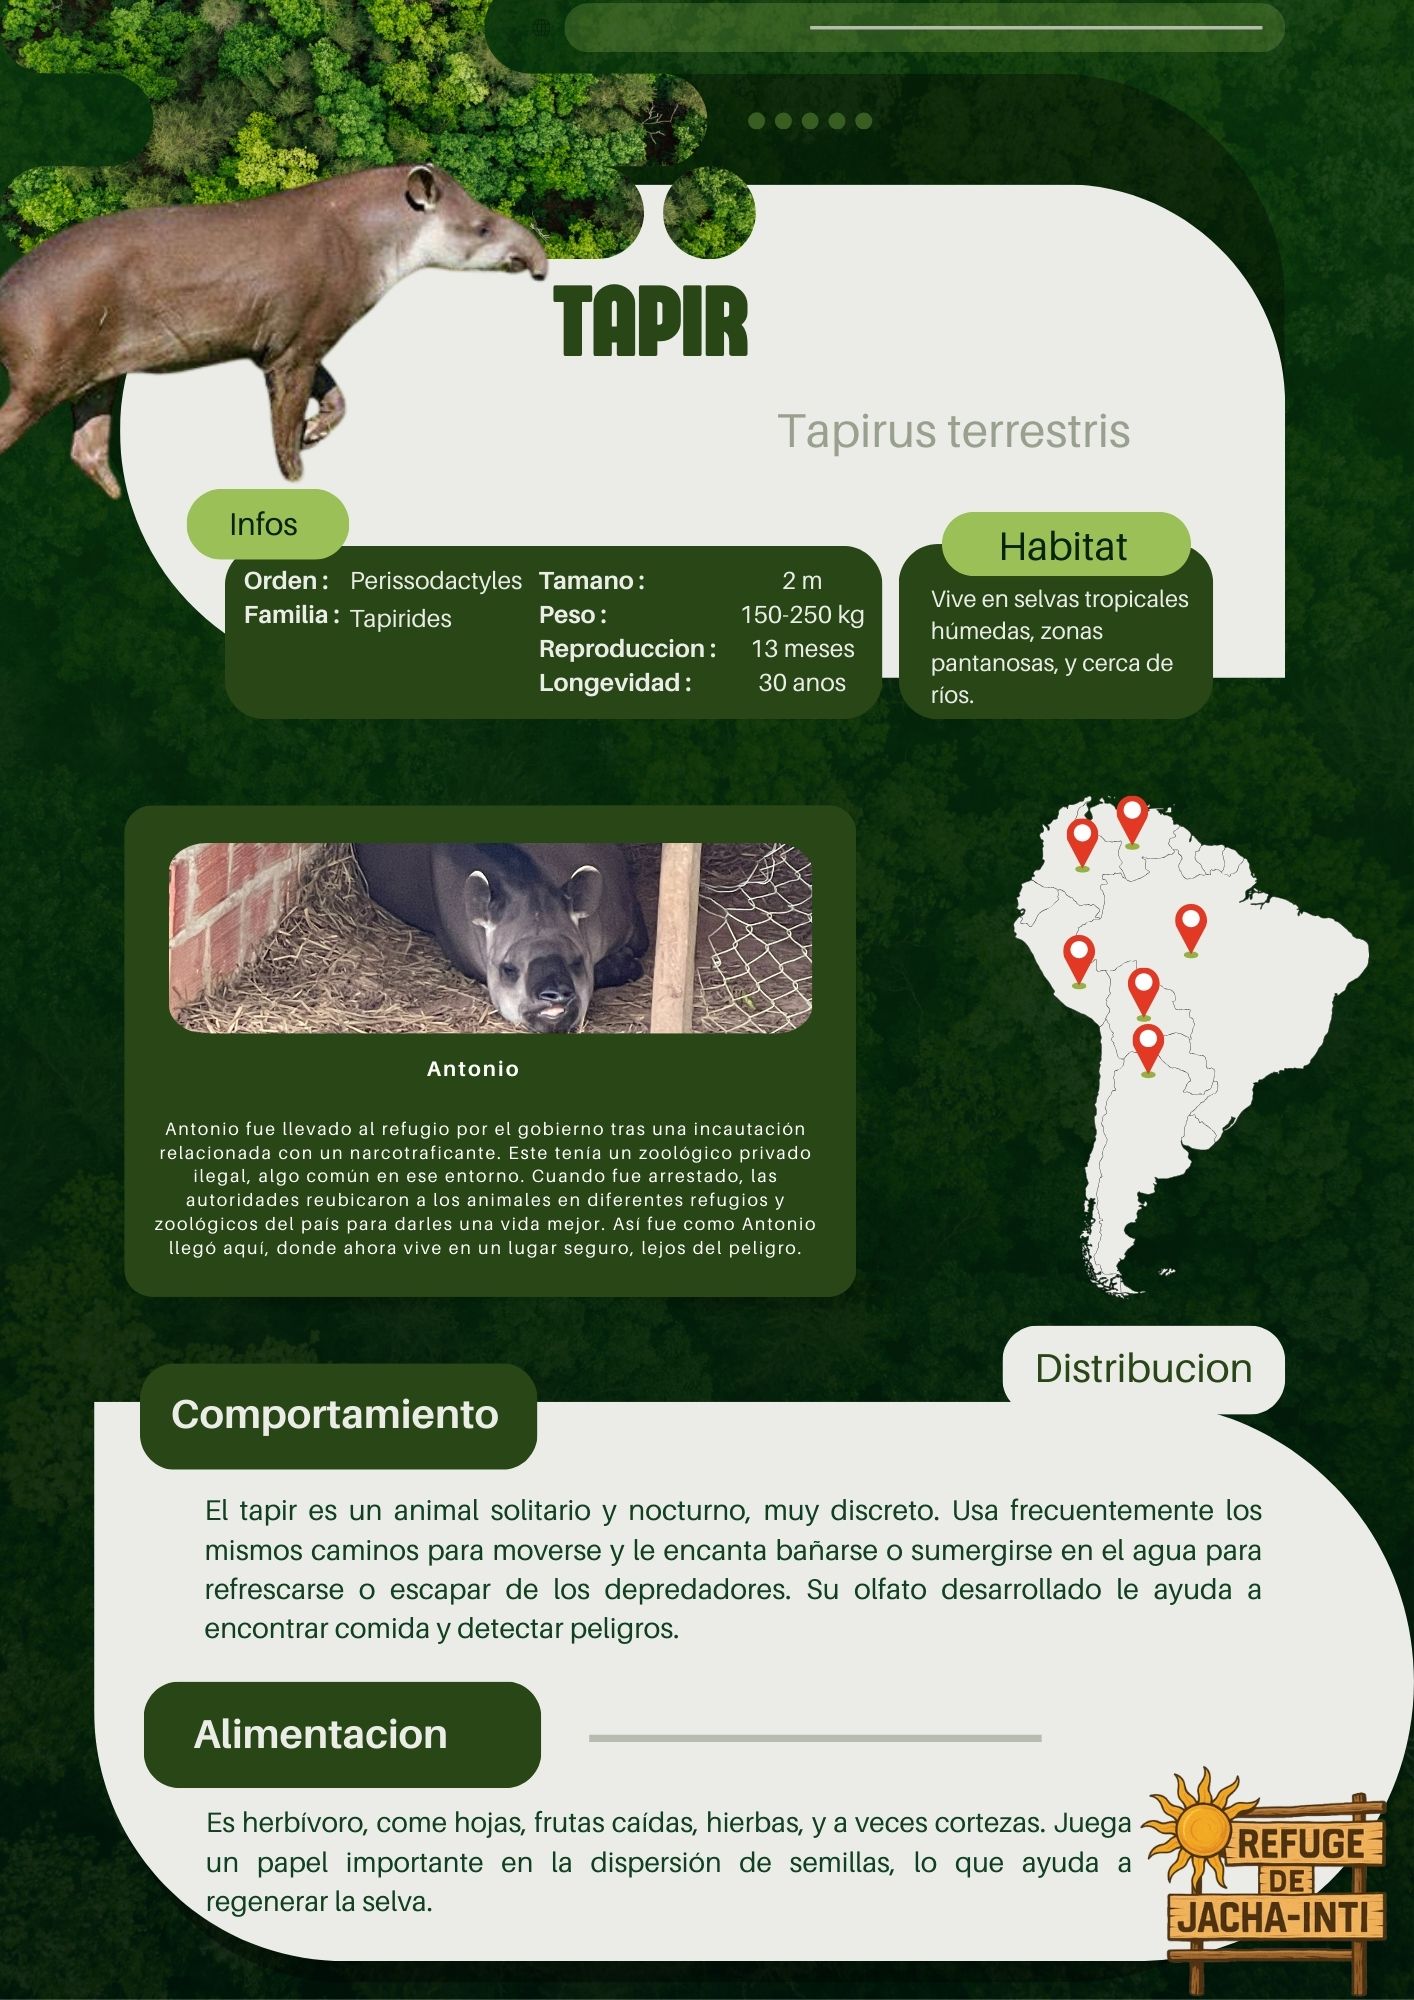 TAPIR
Tapirus terrestris
Infos
Orden : Perissodactyles
Familia : Tapirides
Tamano : 2 m
Peso : 150-250 kg
Reproduccion : 13 meses
Longevidad : 30 anos
Habitat
Vive en selvas tropicales
húmedas, zonas
pantanosas, y cerca de
ríos.
Antonio
Antonio fue llevado al refugio por el gobierno tras una incautación
relacionada con un narcotraficante. Este tenía un zoológico privado
ilegal, algo común en ese entorno. Cuando fue arrestado, las
autoridades reubicaron a los animales en diferentes refugios y
zoológicos del país para darles una vida mejor. Así fue como Antonio
llegó aquí, donde ahora vive en un lugar seguro, lejos del peligro.
Distribucion
Comportamiento
El tapir es un animal solitario y nocturno, muy discreto. Usa frecuentemente los
mismos caminos para moverse y le encanta bañarse o sumergirse en el agua para
refrescarse o escapar de los depredadores. Su olfato desarrollado le ayuda a
encontrar comida y detectar peligros.
Alimentacion
Es herbívoro, come hojas, frutas caídas, hierbas, y a veces cortezas. Juega
un papel importante en la dispersión de semillas, lo que ayuda a
regenerar la selva.
REFUGE
DE
JACHA-INTI